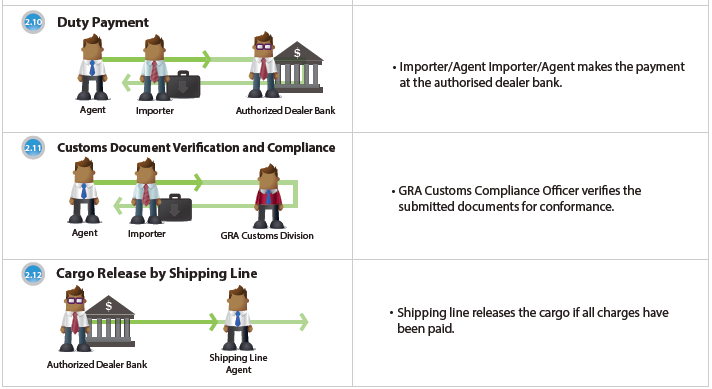 2.10 Duty Payment
$
Agent Importer Authorized Dealer Bank
• Importer/Agent Importer/Agent makes the payment
at the authorised dealer bank.
2.11 Customs Document Verification and Compliance
Agent Importer GRA Customs Division
• GRA Customs Compliance Officer verifies the
submitted documents for conformance.
2.12 Cargo Release by Shipping Line
$
Authorized Dealer Bank
Shipping Line
Agent
• Shipping line releases the cargo if all charges have
been paid.